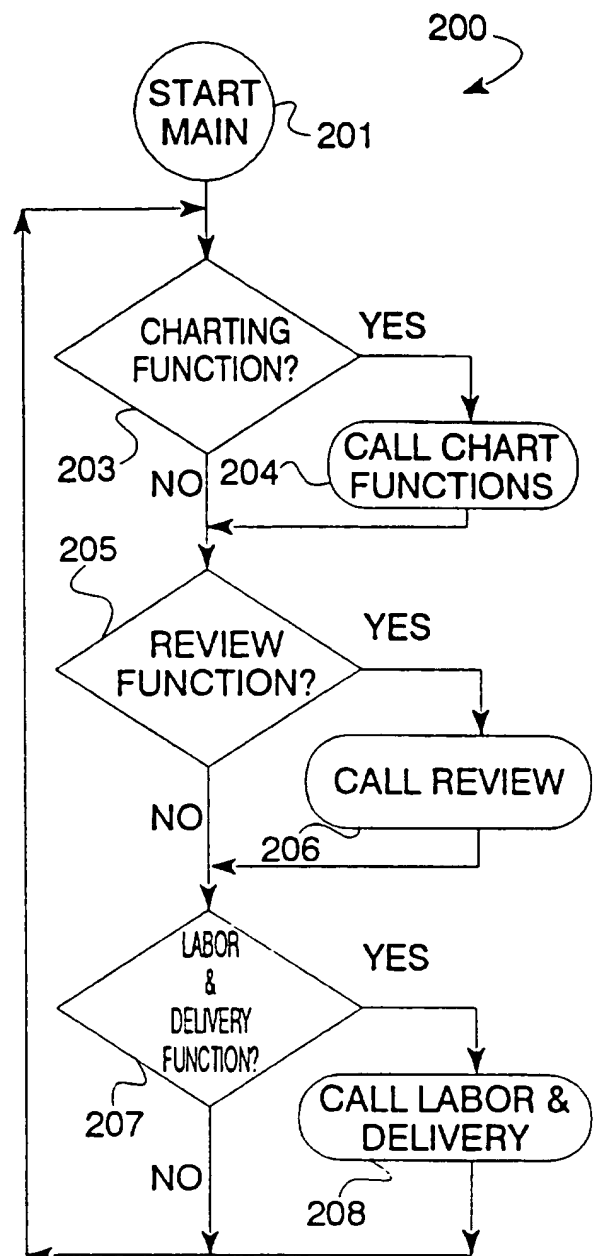 200
START
MAIN
201
CHARTING
FUNCTION?
YES
203
NO
204
CALL CHART
FUNCTIONS
205
REVIEW
FUNCTION?
YES
CALL REVIEW
NO
206
LABOR
&
DELIVERY
FUNCTION?
YES
207
CALL LABOR &
DELIVERY
NO
208